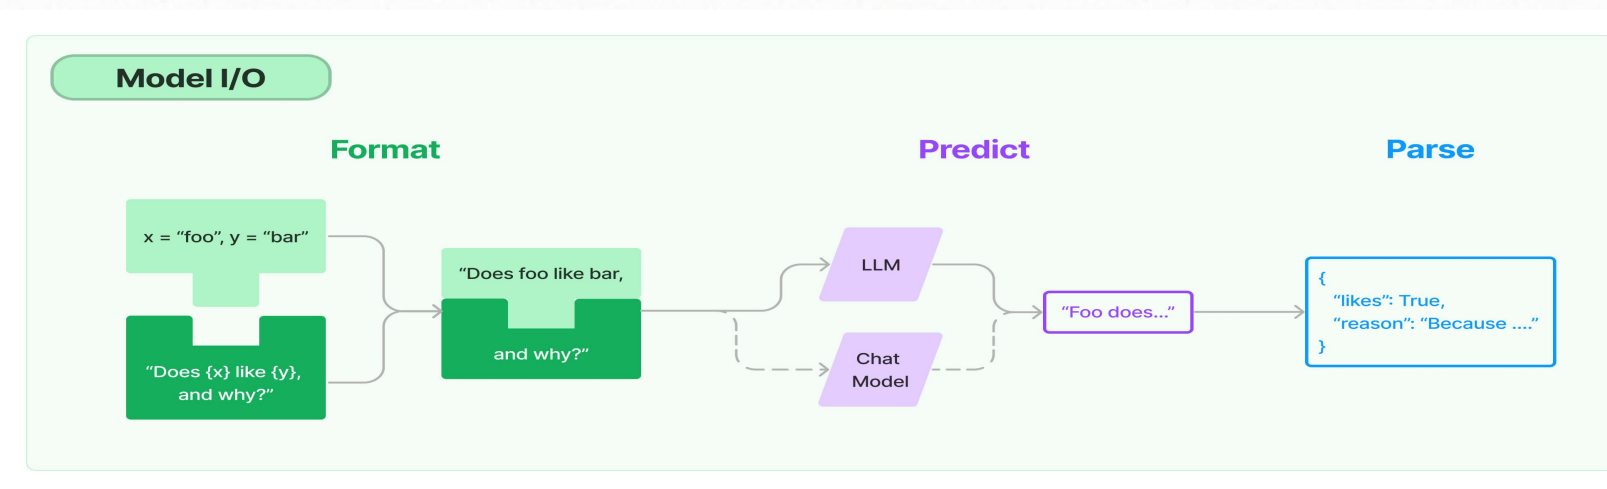 Model I/O
Format
Predict
Parse
x = “foo”, y = “bar”
“Does {x} like {y},
and why?”
“Does foo like bar,
and why?”
LLM
Chat
Model
“Foo does...”
{
“likes”: True,
“reason”: “Because ....”
}